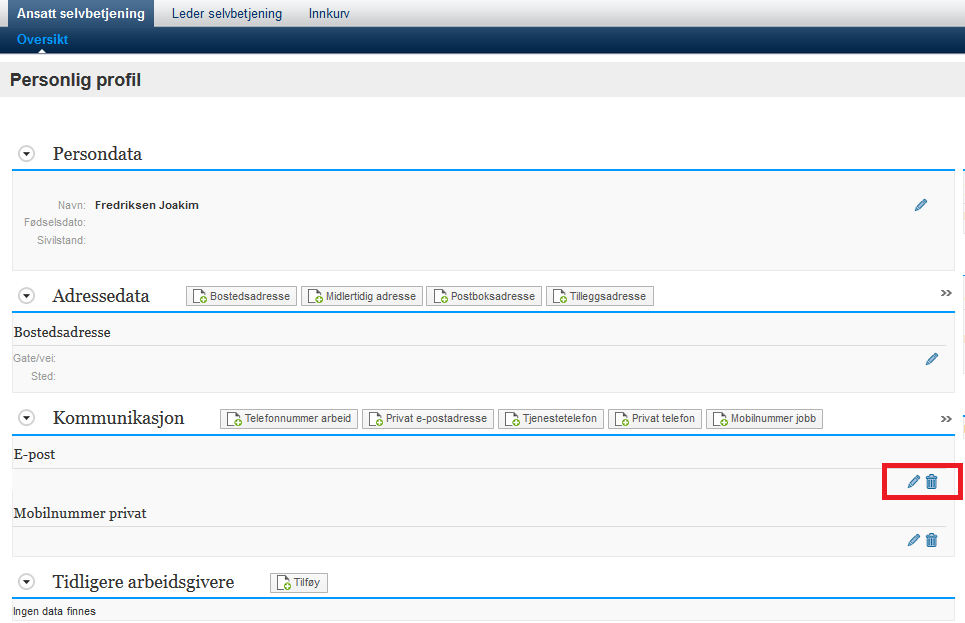 Ansatt selvbetjening Leder selvbetjening Innkurv
Oversikt
Personlig profil
Persondata
Navn: Fredriksen Joakim
Fødselsdato:
Sivilstand:
Adressedata Bostedsadresse Midlertidig adresse Postboksadresse Tilleggsadresse »
Bostedsadresse
Gate/vei:
Sted:
Kommunikasjon Telefonnummer arbeid Privat e-postadresse Tjenestetelefon Privat telefon Mobilnummer jobb »
E-post
Mobilnummer privat
Tidligere arbeidsgivere Tilføy
Ingen data finnes